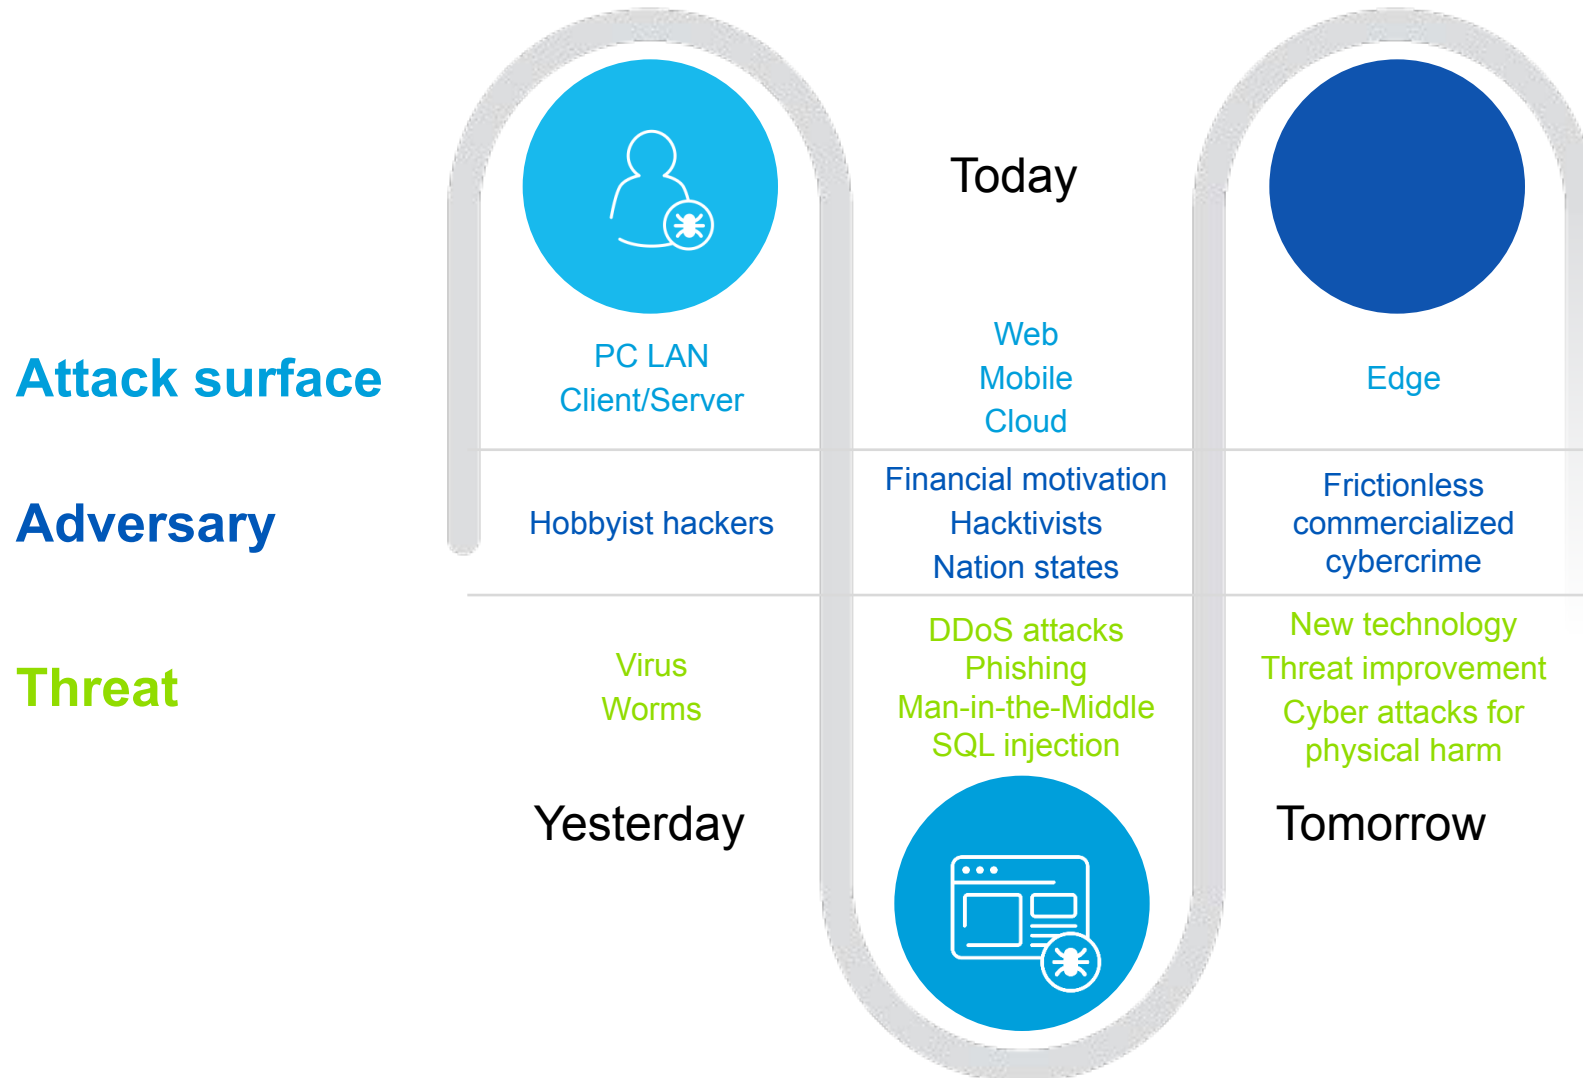 Today
Attack surface
PC LAN
Client/Server
Web
Mobile
Cloud
Edge
Adversary
Hobbyist hackers
Financial motivation
Hacktivists
Nation states
Frictionless
commercialized
cybercrime
Threat
Virus
Worms
DDoS attacks
Phishing
Man-in-the-Middle
SQL injection
New technology
Threat improvement
Cyber attacks for
physical harm
Yesterday
Tomorrow